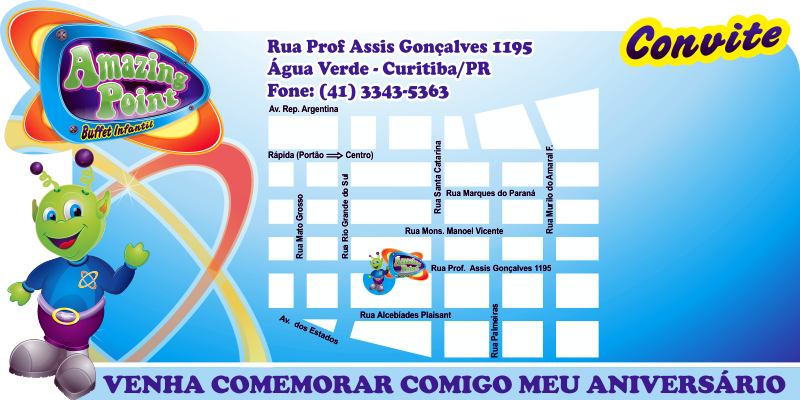 Amazing
Point
Buffet Infantil
Rua Prof Assis Gonçalves 1195
Água Verde - Curitiba/PR
Fone: (41) 3343-5363
Convite
Av. Rep. Argentina
Rápida (Portão ⇒ Centro)
Rua Mato Grosso
Rua Rio Grande do Sul
Rua Santa Catarina
Rua Murilo do Amaral F.
Rua Marques do Paraná
Rua Mons. Manoel Vicente
Amazing
Point
Rua Prof. Assis Gonçalves 1195
Rua Alcebíades Plaisant
Av. dos Estados
Rua Palmeiras
VENHA COMEMORAR COMIGO MEU ANIVERSÁRIO